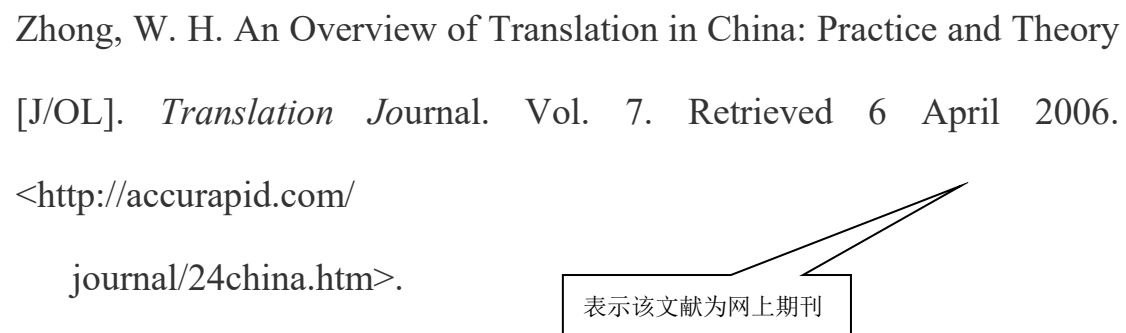 Zhong, W. H. An Overview of Translation in China: Practice and Theory
[J/OL]. Translation Journal. Vol. 7. Retrieved 6 April 2006.
<http://accurapid.com/
journal/24china.htm>.
表示该文献为网上期刊